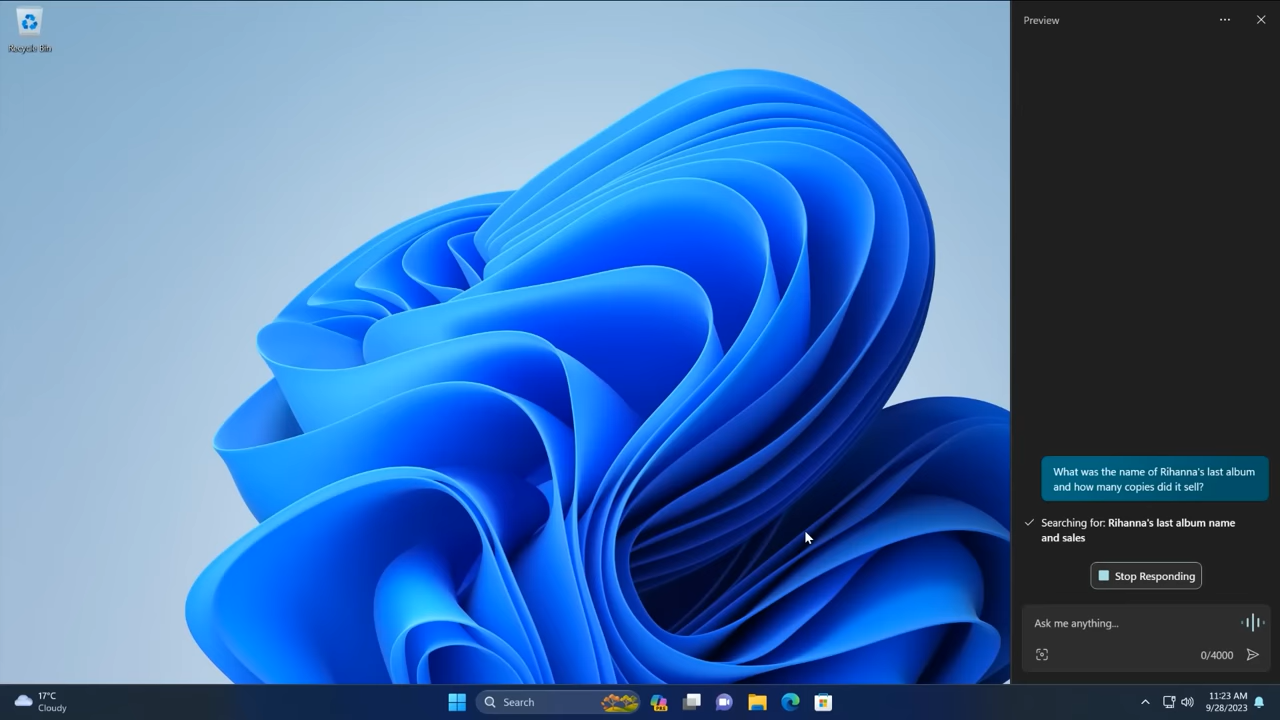 Recycle Bin
Preview
What was the name of Rihanna's last album
and how many copies did it sell?
Searching for: Rihanna's last album name
and sales
Stop Responding
Ask me anything...
0/4000
17°C
Cloudy
Search
PRE
11:23 AM
9/28/2023